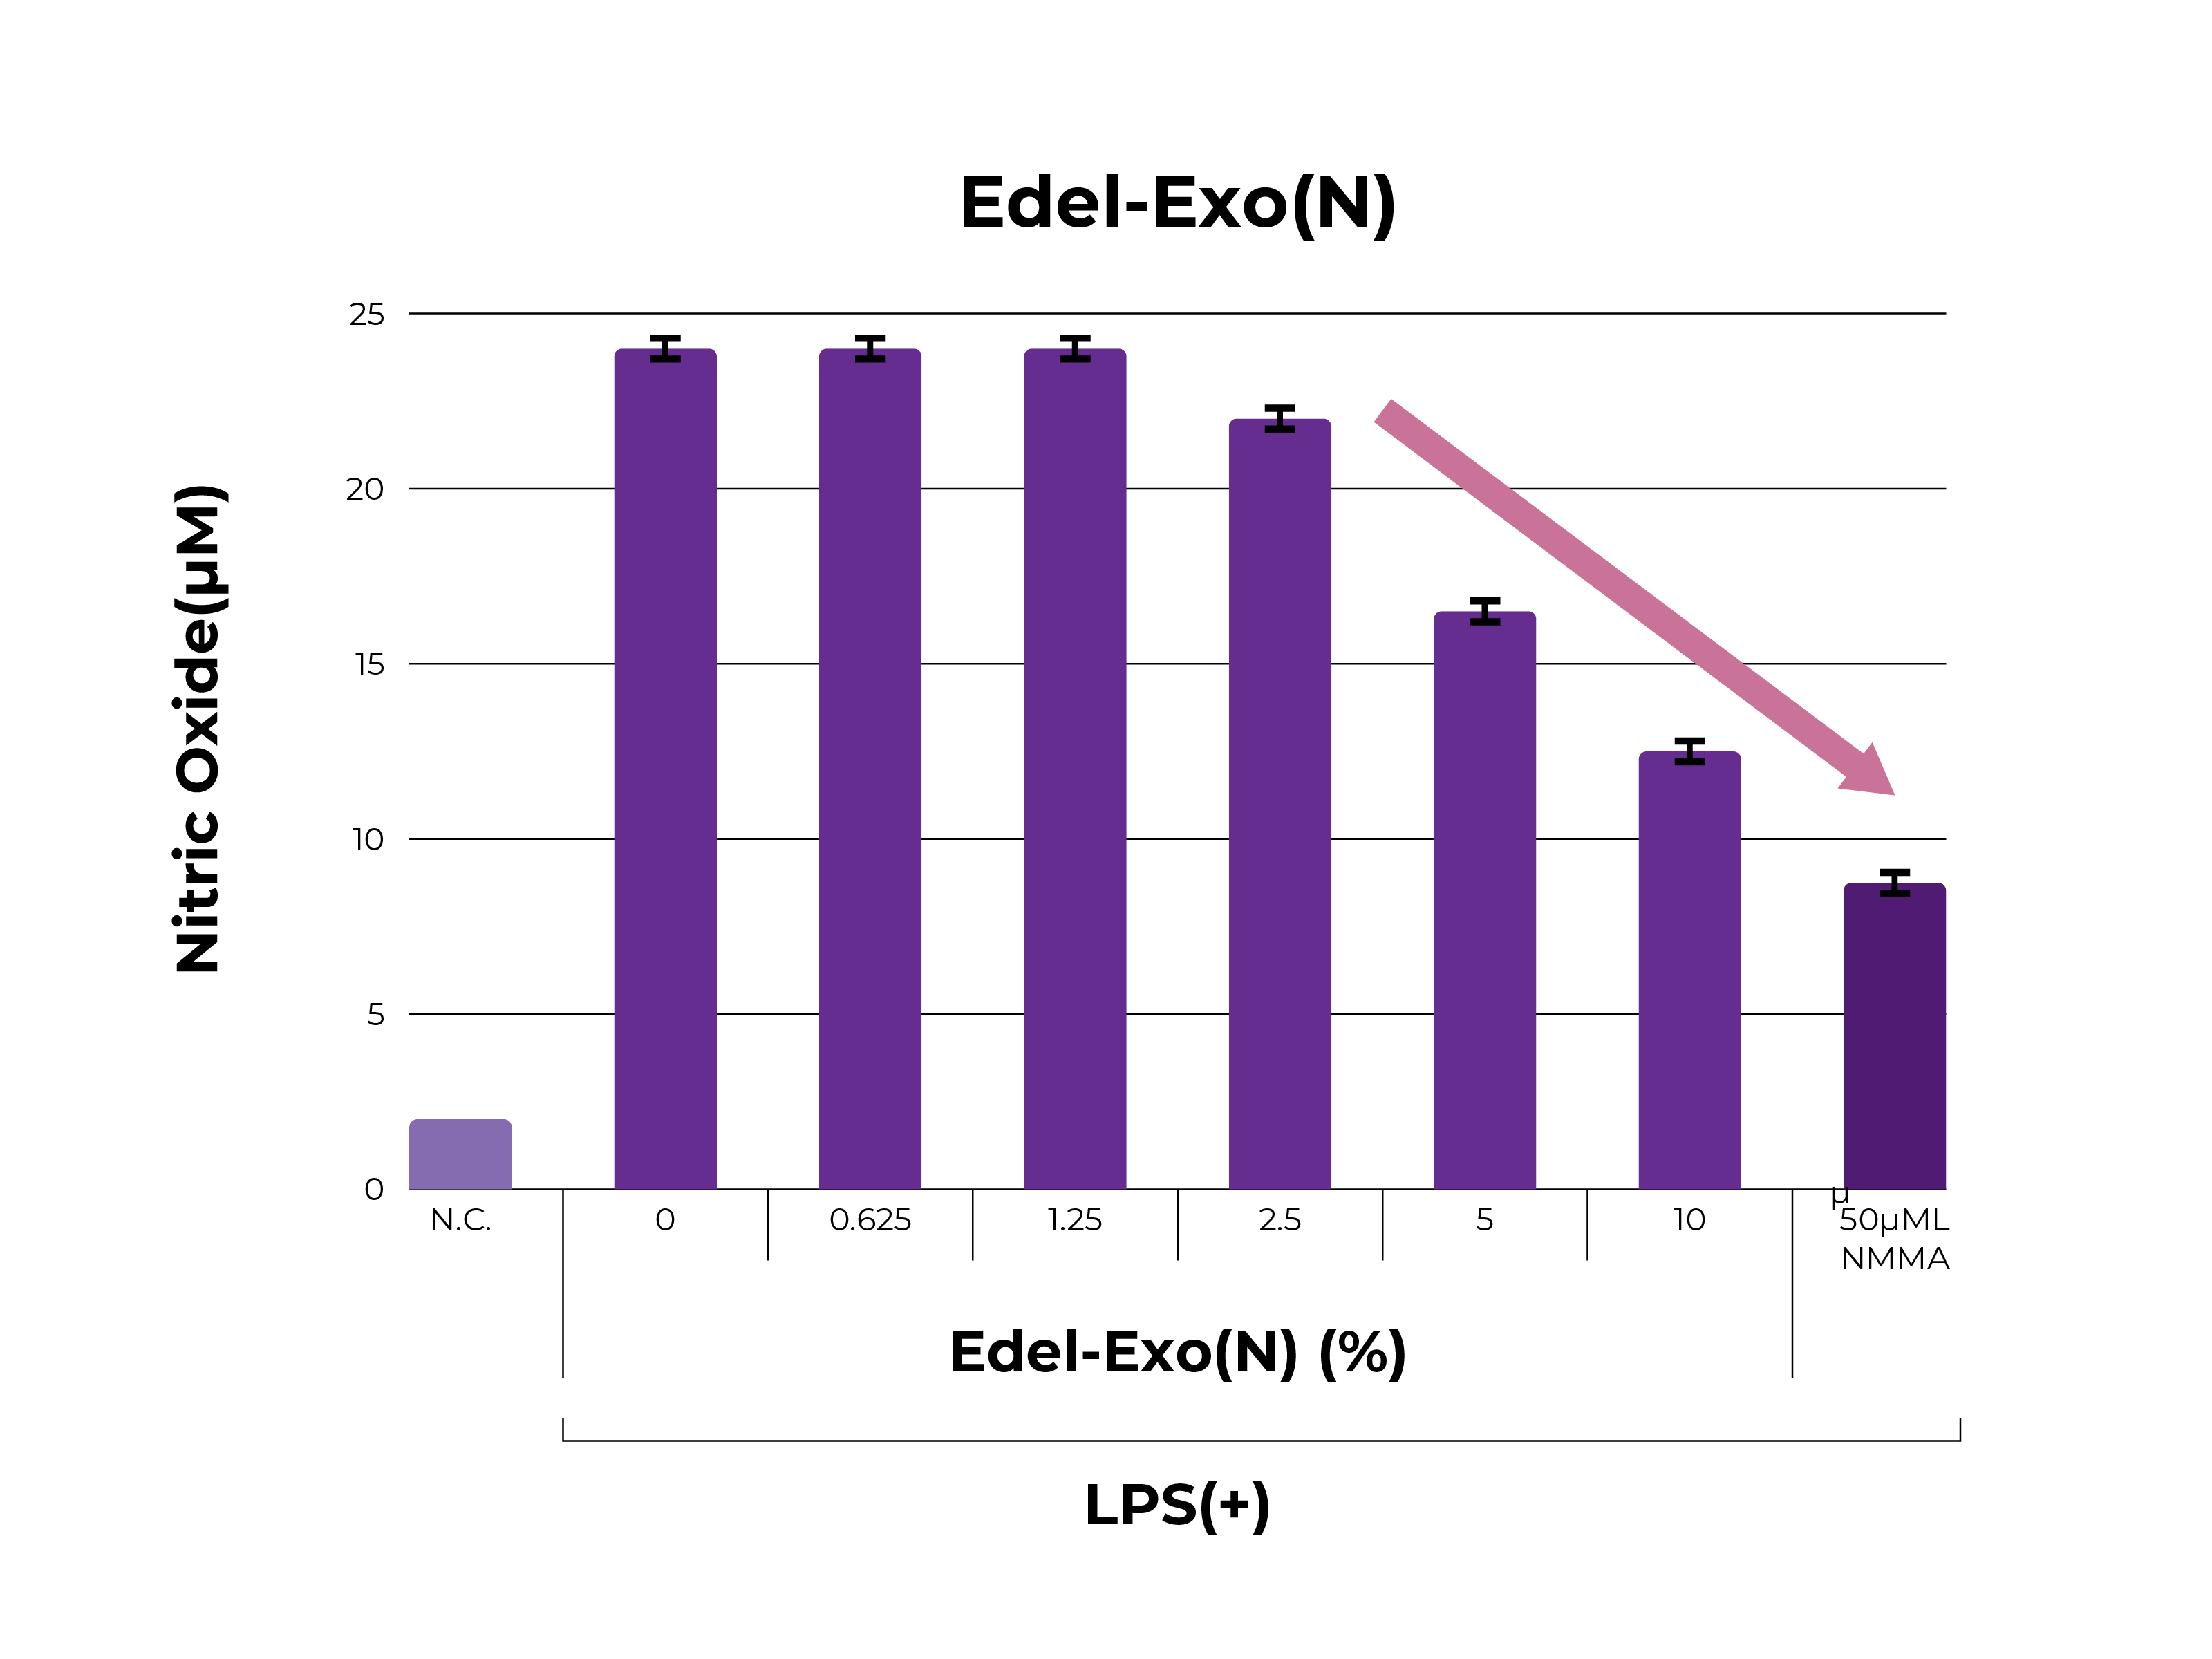 Edel-Exo(N)
Nitric Oxide(µM)
25
20
15
10
5
0
µ
N.C. 0 0.625 1.25 2.5 5 10 50µML
NMMA
Edel-Exo(N) (%)
LPS(+)